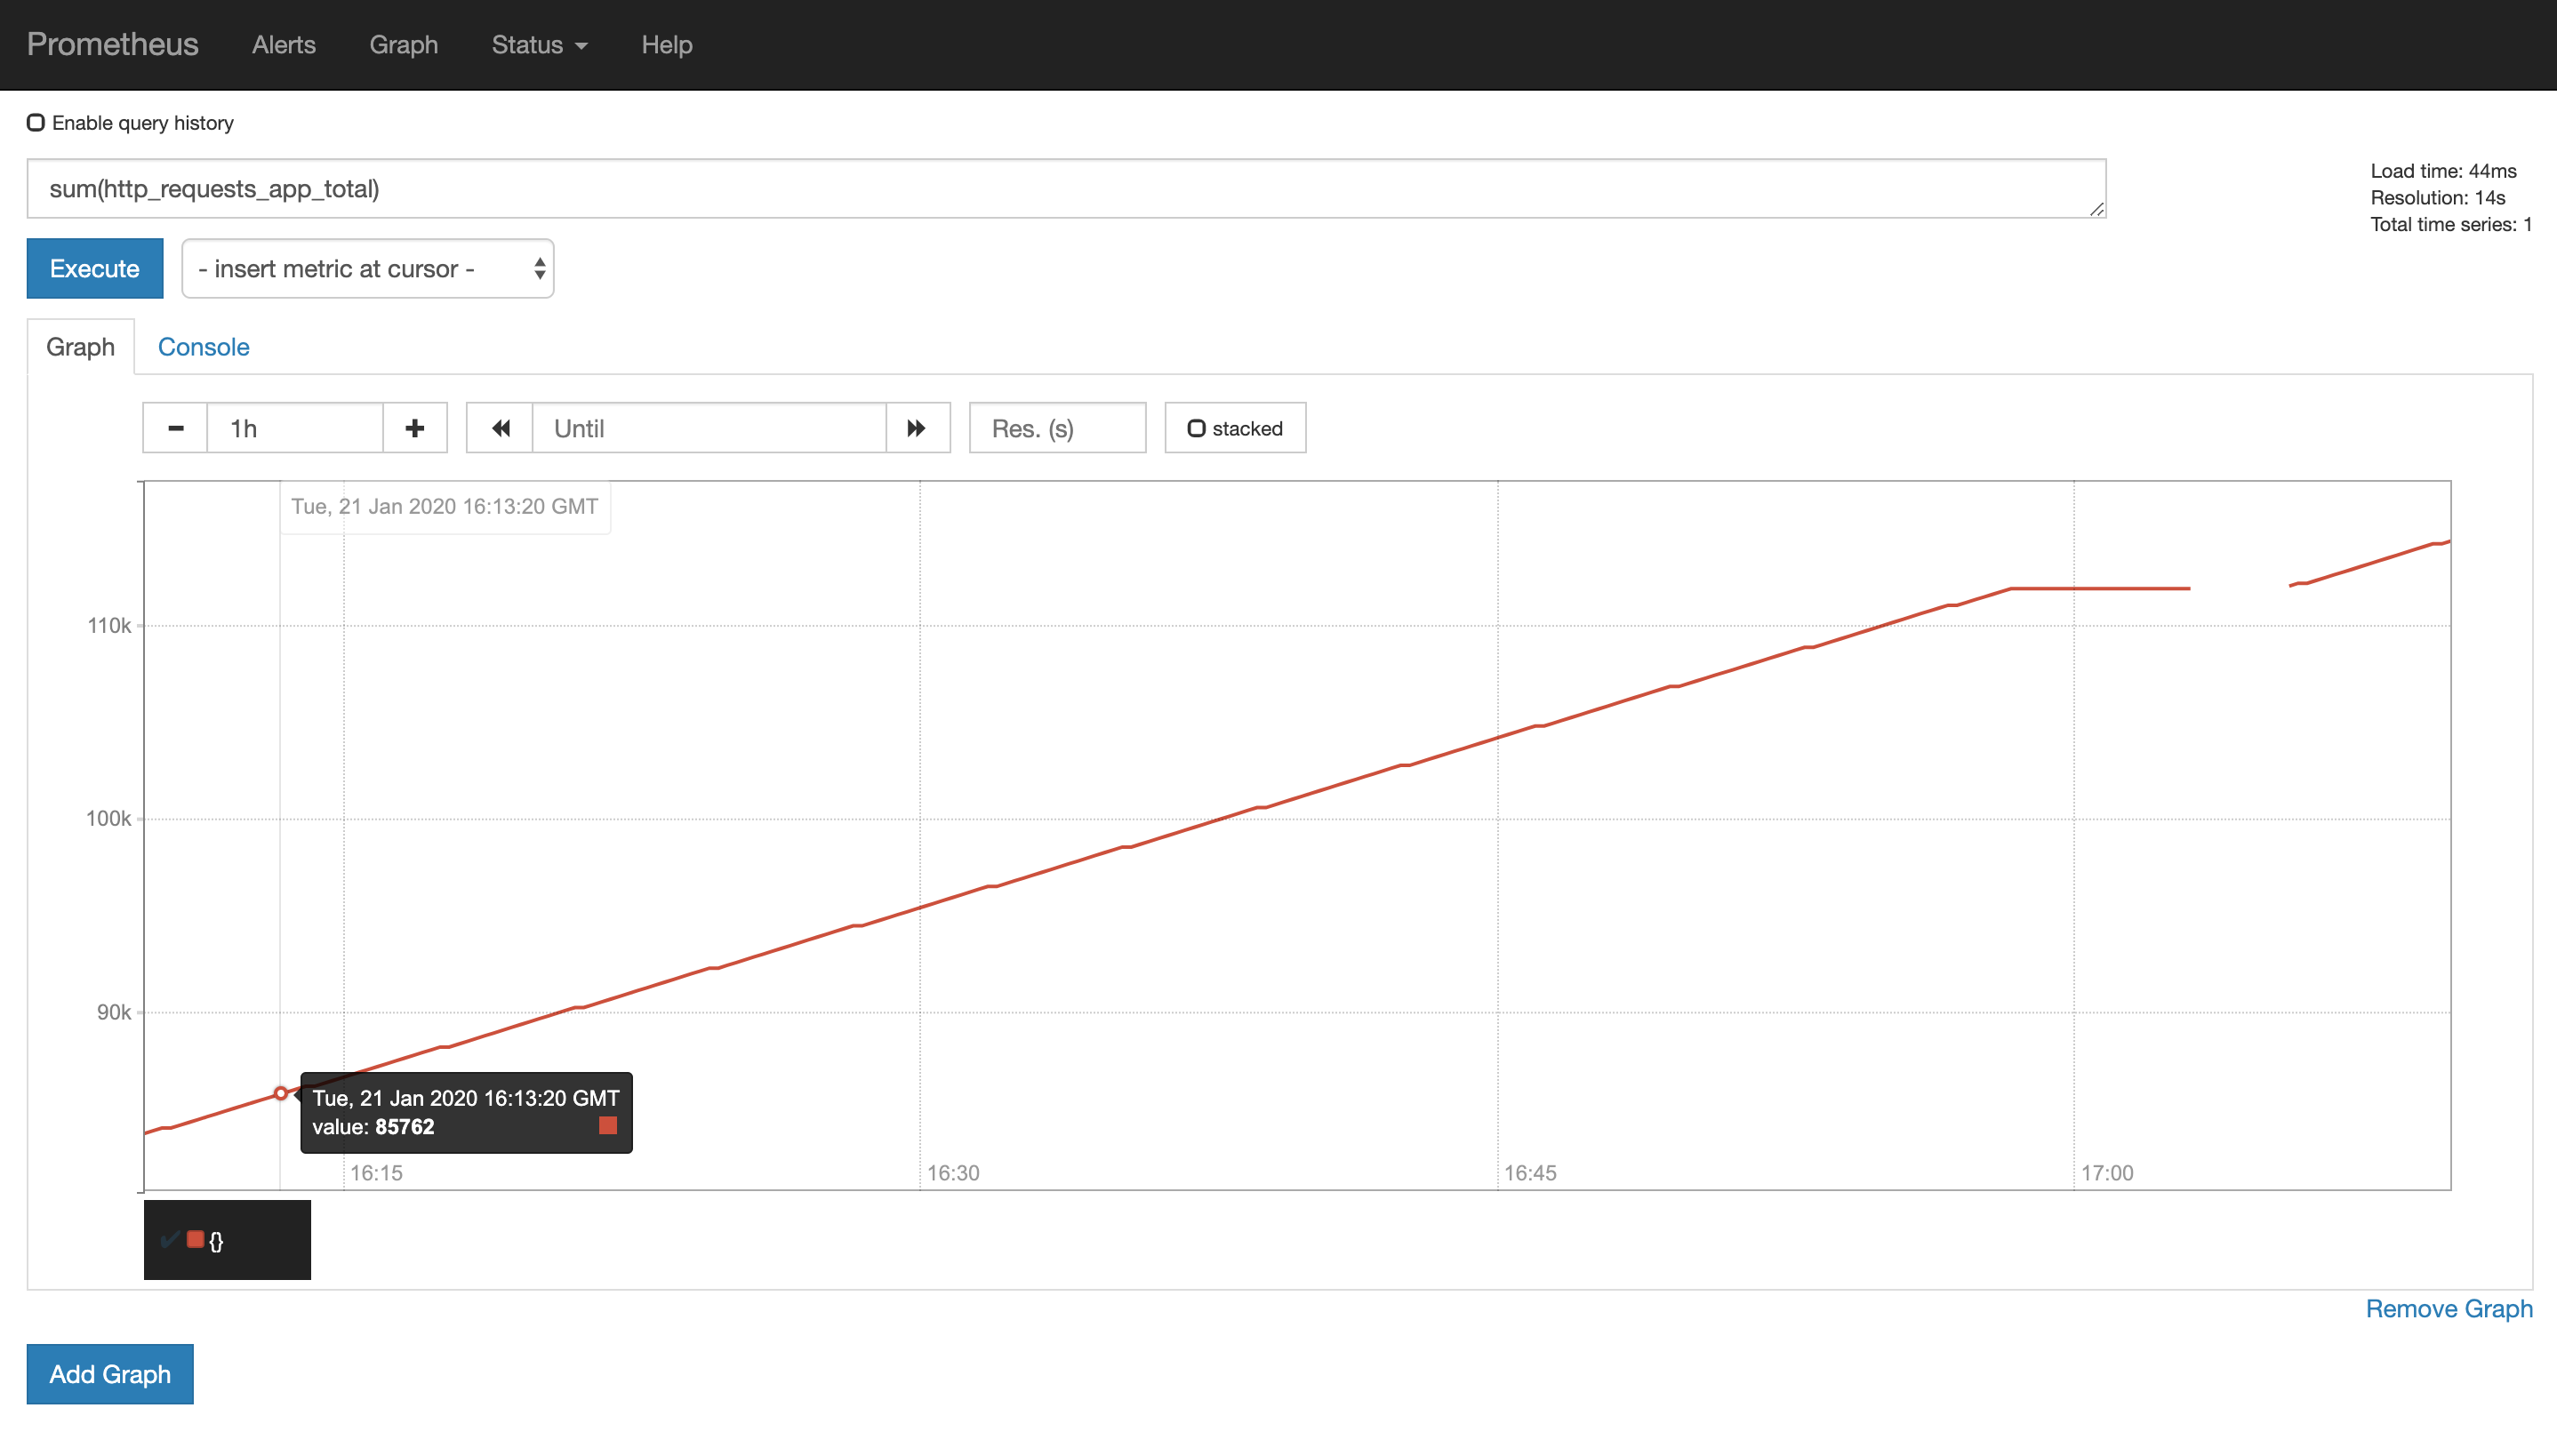 Prometheus Alerts Graph Status Help
Enable query history
sum(http_requests_app_total)
Load time: 44ms
Resolution: 14s
Total time series: 1
Execute - insert metric at cursor -
Graph Console
1h Until Res. (s) stacked
Tue, 21 Jan 2020 16:13:20 GMT
110k
100k
90k
Tue, 21 Jan 2020 16:13:20 GMT
value: 85762
16:15 16:30 16:45 17:00
{}
Remove Graph
Add Graph